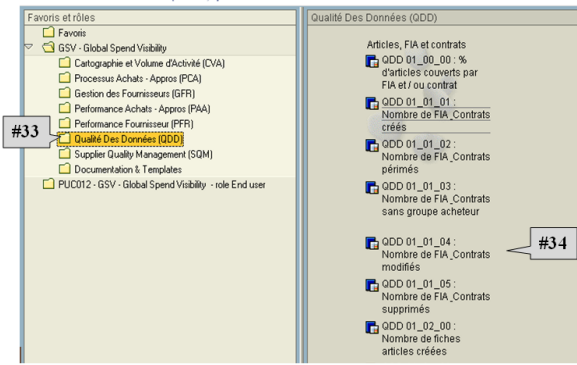 Favoris et rôles
Favoris
GSV - Global Spend Visibility
Cartographie et Volume d'Activité (CVA)
Processus Achats - Appros (PCA)
Gestion des Fournisseurs (GFR)
Performance Achats - Appros (PAA)
Performance Fournisseur (PFR)
#33
Qualité Des Données (QDD)
Supplier Quality Management (SQM)
Documentation & Templates
PUC012 - GSV - Global Spend Visibility - role End user
Qualité Des Données (QDD)
Articles, FIA et contrats
QDD 01_00_00 : %
d'articles couverts par
FIA et / ou contrat
QDD 01_01_01 :
Nombre de FIA_Contrats
créés
QDD 01_01_02 :
Nombre de FIA_Contrats
périmés
QDD 01_01_03 :
Nombre de FIA_Contrats
sans groupe acheteur
QDD 01_01_04 :
Nombre de FIA_Contrats
modifiés
#34
QDD 01_01_05 :
Nombre de FIA_Contrats
supprimés
QDD 01_02_00 :
Nombre de fiches
articles créées